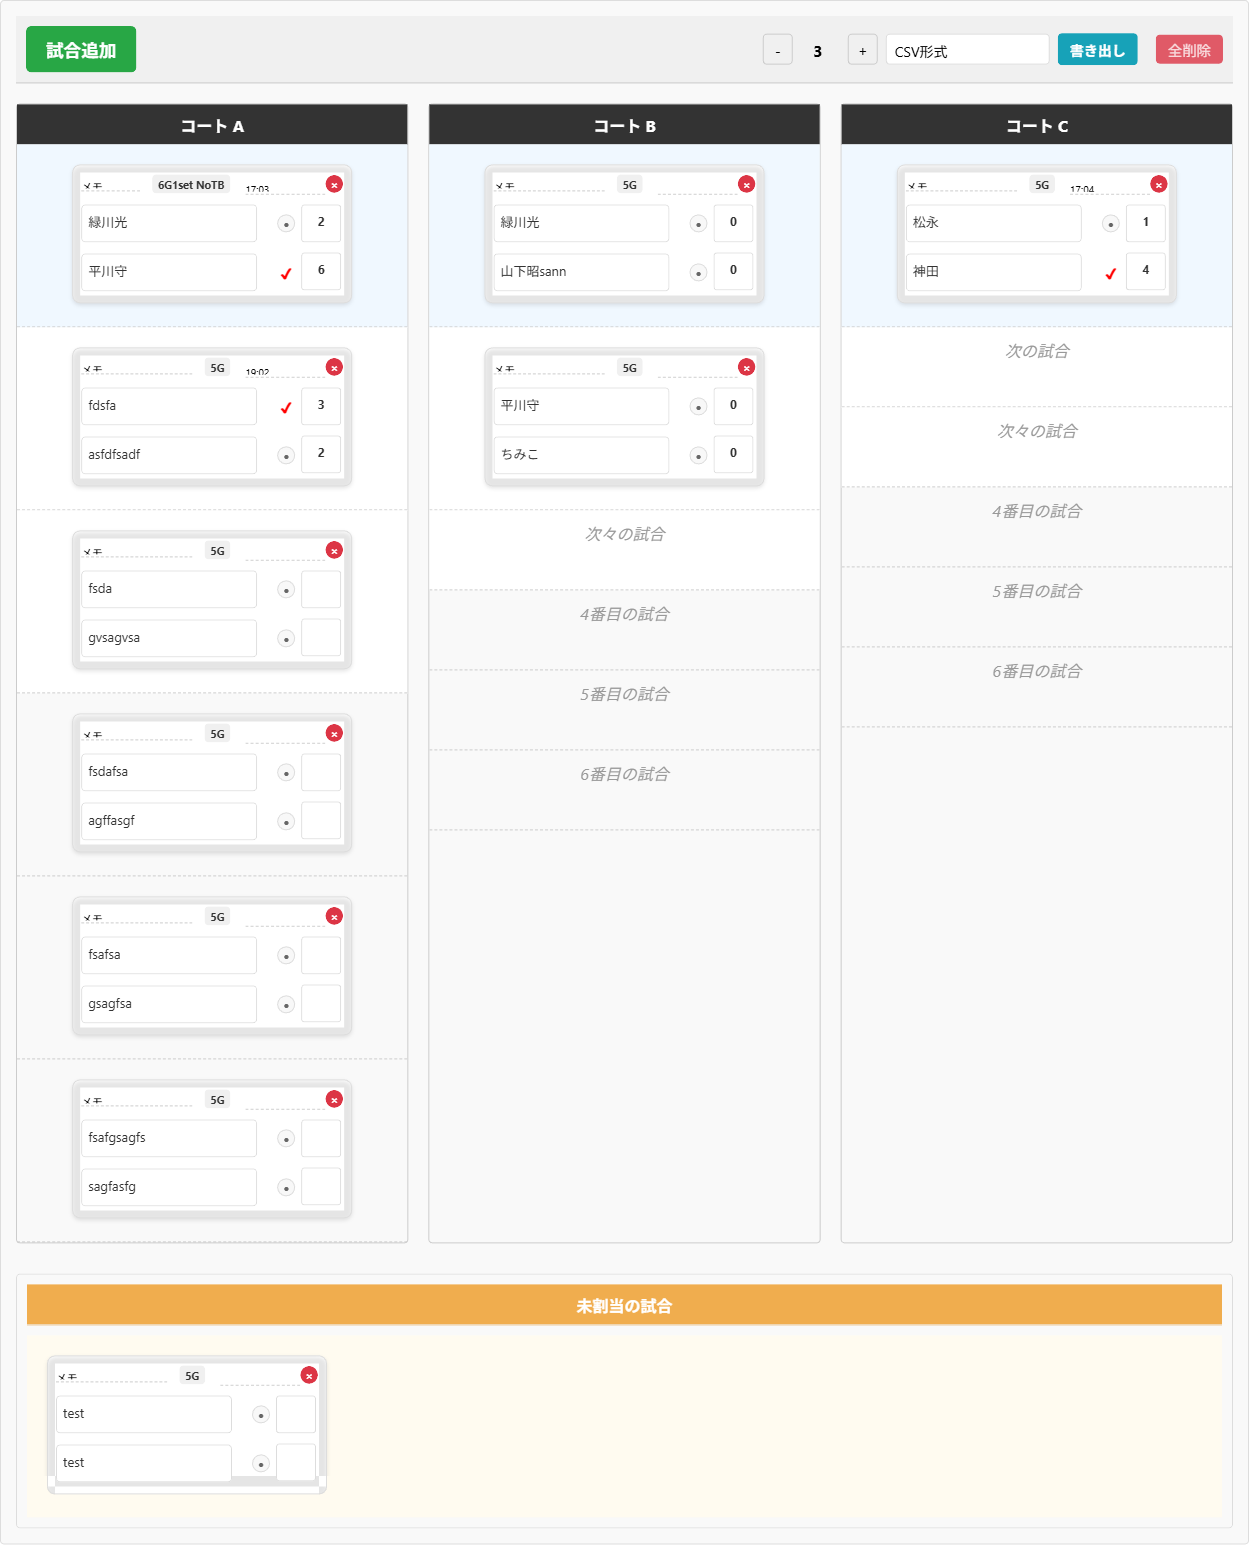 試合追加
- 3 + CSV形式 書き出し 全削除
コート A
メモ 6G1set NoTB 17:03 ×
緑川光 2
平川守 ✓ 6
メモ 5G 19:02 ×
fdsfa ✓ 3
asfdfsadf 2
メモ 5G ×
fsda
gvsagvsa
メモ 5G ×
fsdafsa
agffasgf
メモ 5G ×
fsafsa
gsagfsa
メモ 5G ×
fsafgsagfs
sagfasfg
コート B
メモ 5G ×
緑川光 0
山下昭sann 0
メモ 5G ×
平川守 0
ちみこ 0
次々の試合
4番目の試合
5番目の試合
6番目の試合
コート C
メモ 5G 17:04 ×
松永 1
神田 ✓ 4
次の試合
次々の試合
4番目の試合
5番目の試合
6番目の試合
未割当の試合
メモ 5G ×
test
test